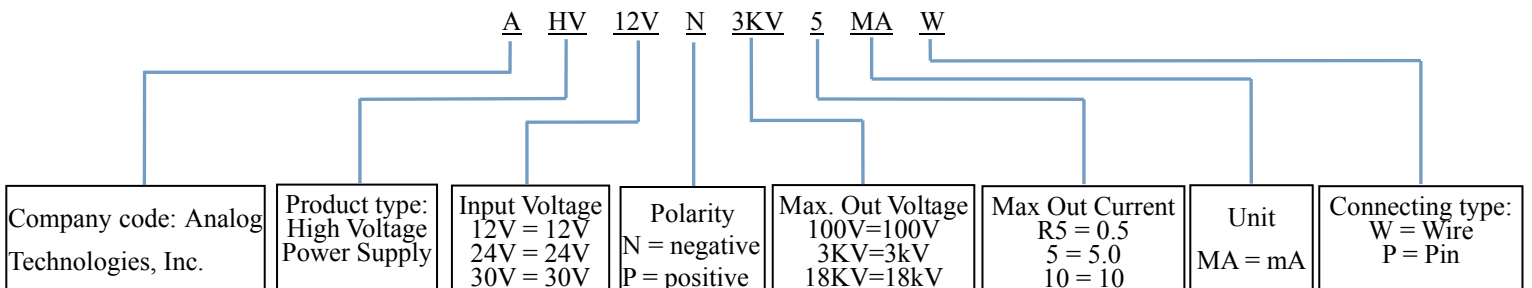 A HV 12V N 3KV 5 MA W
Company code: Analog
Technologies, Inc.
Product type:
High Voltage
Power Supply
Input Voltage
12V = 12V
24V = 24V
30V = 30V
Polarity
N = negative
P = positive
Max. Out Voltage
100V=100V
3KV=3kV
18KV=18kV
Max Out Current
R5 = 0.5
5 = 5.0
10 = 10
Unit
MA = mA
Connecting type:
W = Wire
P = Pin